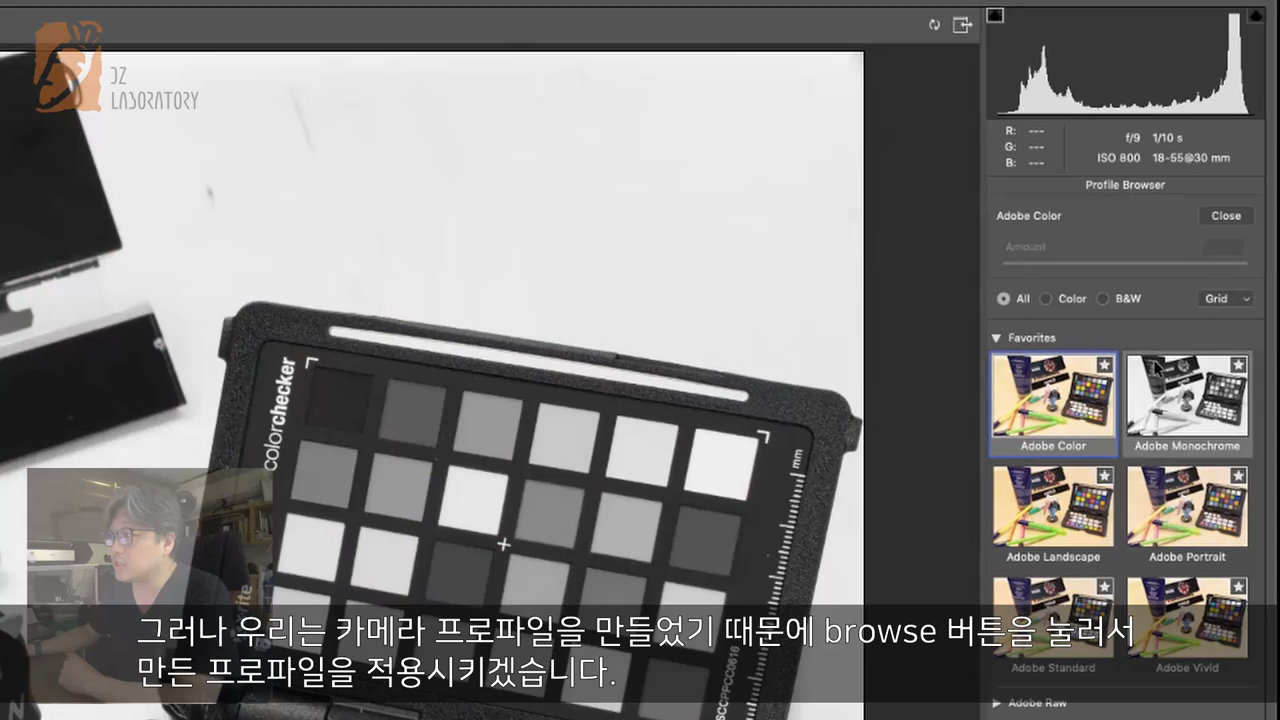 DZ
LABORATORY
R: ---
G: ---
B: ---
f/9 1/10 s
ISO 800 18-55@30 mm
Profile Browser
Adobe Color
Close
Amount
All
Color
B&W
Grid
Favorites
Adobe Color
Adobe Monochrome
Adobe Landscape
Adobe Portrait
Adobe Standard
Adobe Vivid
Adobe Raw
colorchecker
mm
SCCPPCC0616
그러나 우리는 카메라 프로파일을 만들었기 때문에 browse 버튼을 눌러서
만든 프로파일을 적용시키겠습니다.